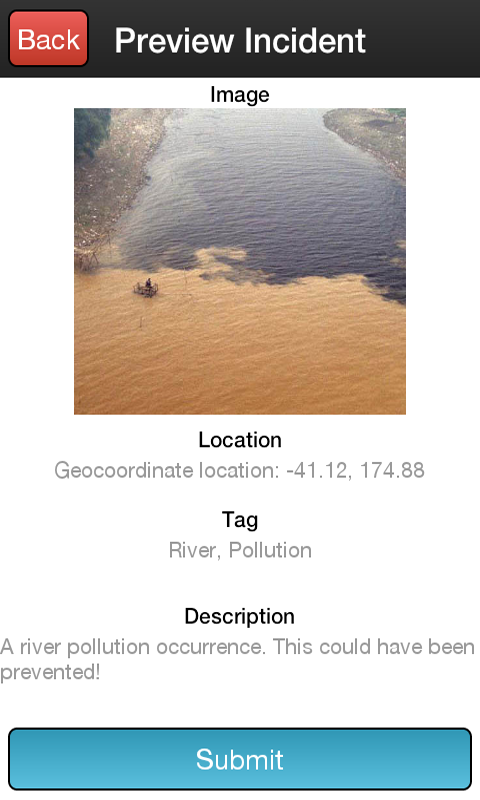 Back
Preview Incident
Image
Location
Geocoordinate location: -41.12, 174.88
Tag
River, Pollution
Description
A river pollution occurrence. This could have been
prevented!
Submit